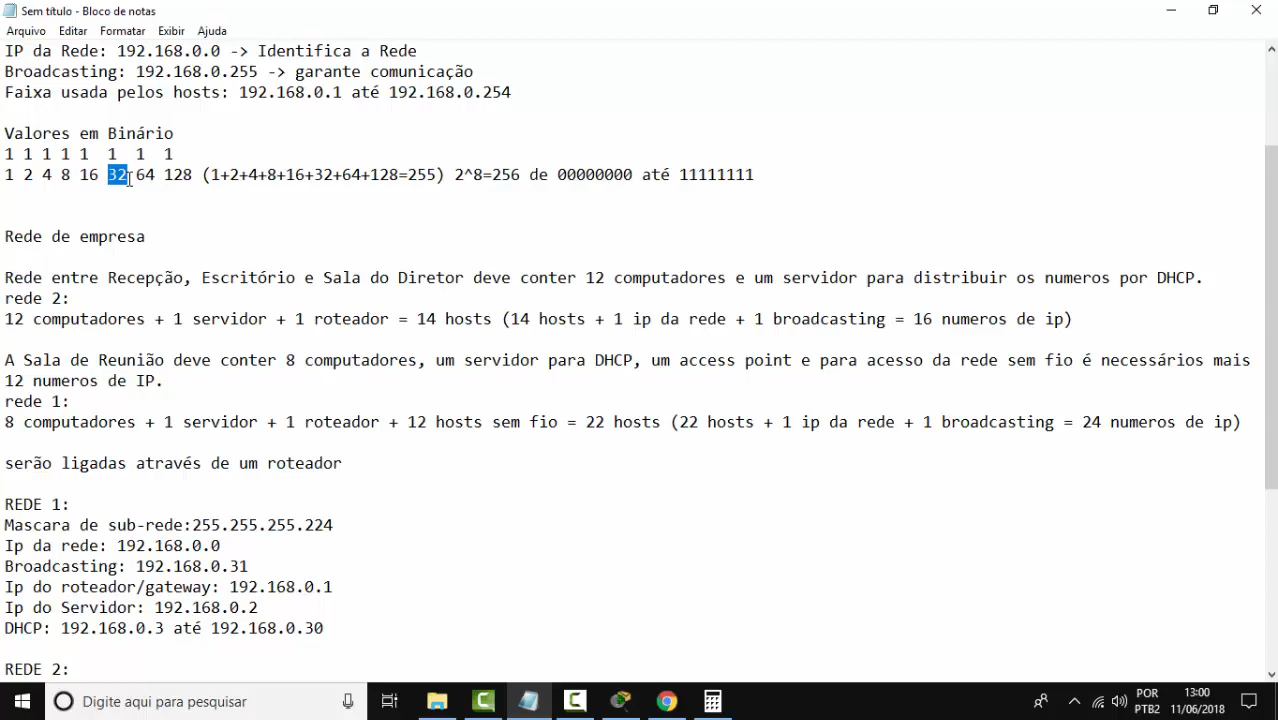 Sem título - Bloco de notas
Arquivo Editar Formatar Exibir Ajuda
IP da Rede: 192.168.0.0 -> Identifica a Rede
Broadcasting: 192.168.0.255 -> garante comunicação
Faixa usada pelos hosts: 192.168.0.1 até 192.168.0.254
Valores em Binário
1 1 1 1 1 1 1 1
1 2 4 8 16 32 64 128 (1+2+4+8+16+32+64+128=255) 2^8=256 de 00000000 até 11111111
Rede de empresa
Rede entre Recepção, Escritório e Sala do Diretor deve conter 12 computadores e um servidor para distribuir os numeros por DHCP.
rede 2:
12 computadores + 1 servidor + 1 roteador = 14 hosts (14 hosts + 1 ip da rede + 1 broadcasting = 16 numeros de ip)
A Sala de Reunião deve conter 8 computadores, um servidor para DHCP, um access point e para acesso da rede sem fio é necessários mais
12 numeros de IP.
rede 1:
8 computadores + 1 servidor + 1 roteador + 12 hosts sem fio = 22 hosts (22 hosts + 1 ip da rede + 1 broadcasting = 24 numeros de ip)
serão ligadas através de um roteador
REDE 1:
Mascara de sub-rede:255.255.255.224
Ip da rede: 192.168.0.0
Broadcasting: 192.168.0.31
Ip do roteador/gateway: 192.168.0.1
Ip do Servidor: 192.168.0.2
DHCP: 192.168.0.3 até 192.168.0.30
REDE 2:
Digite aqui para pesquisar
POR
PTB2
13:00
11/06/2018